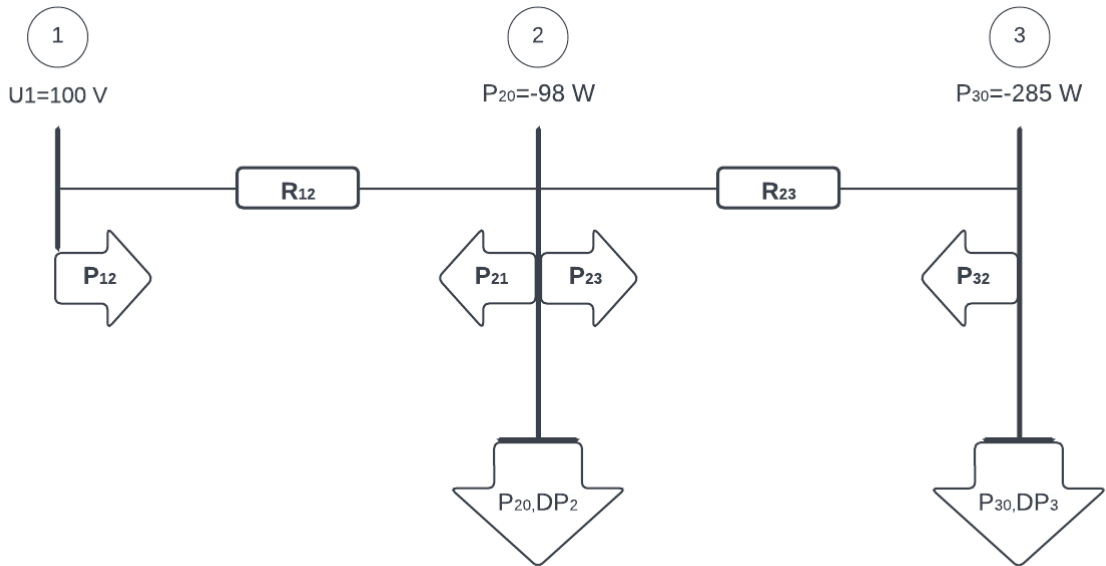 1
2
3
U1=100 V
P₂₀=-98 W
P₃₀=-285 W
R₁₂
R₂₃
P₁₂
P₂₁
P₂₃
P₃₂
P₂₀,DP₂
P₃₀,DP₃